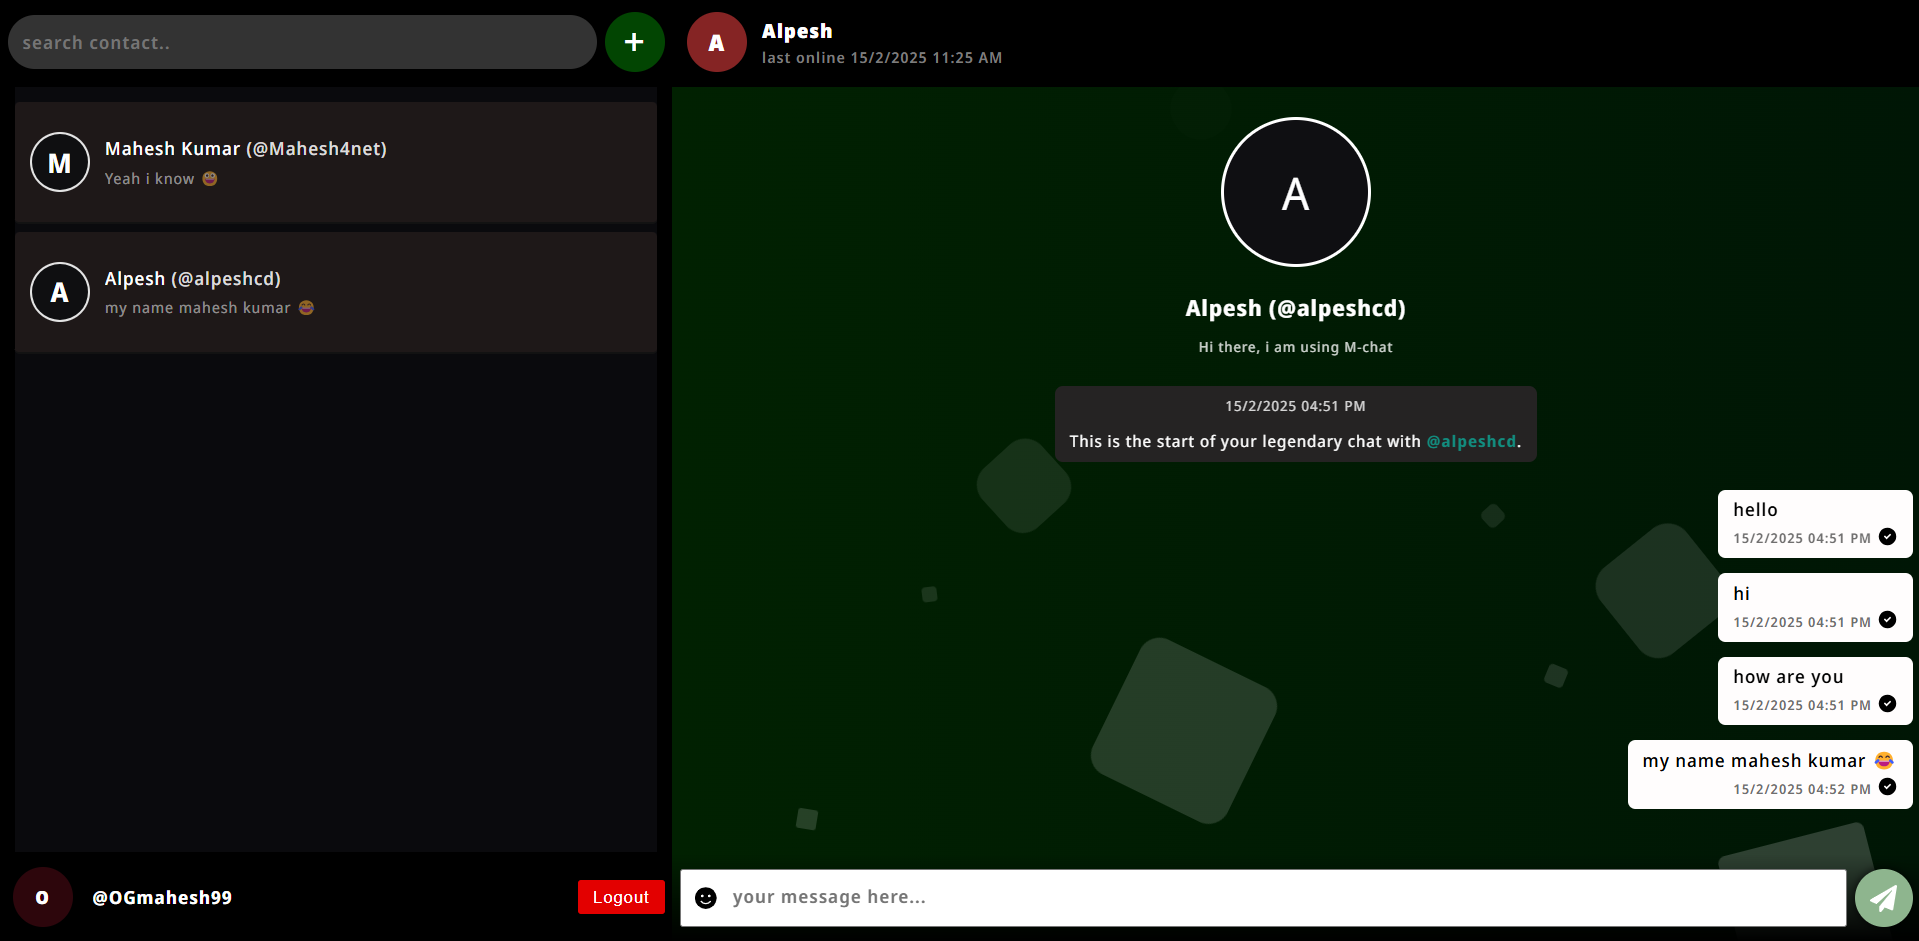 search contact..
+
M
Mahesh Kumar (@Mahesh4net)
Yeah i know 😀
A
Alpesh (@alpeshcd)
my name mahesh kumar 😂
O
@OGmahesh99
Logout
A
Alpesh
last online 15/2/2025 11:25 AM
A
Alpesh (@alpeshcd)
Hi there, i am using M-chat
15/2/2025 04:51 PM
This is the start of your legendary chat with @alpeshcd.
hello
15/2/2025 04:51 PM
hi
15/2/2025 04:51 PM
how are you
15/2/2025 04:51 PM
my name mahesh kumar 😂
15/2/2025 04:52 PM
your message here...